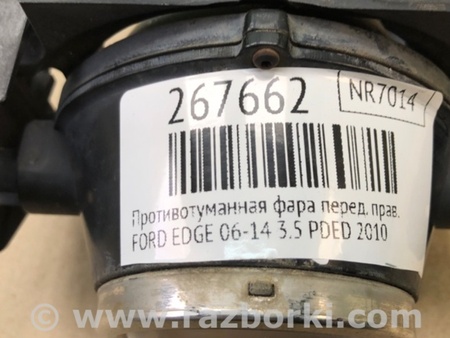 267662
NR7014
Противотуманная фара перед. прав.
FORD EDGE 06-14 3.5 PDED 2010
© www.razborki.com